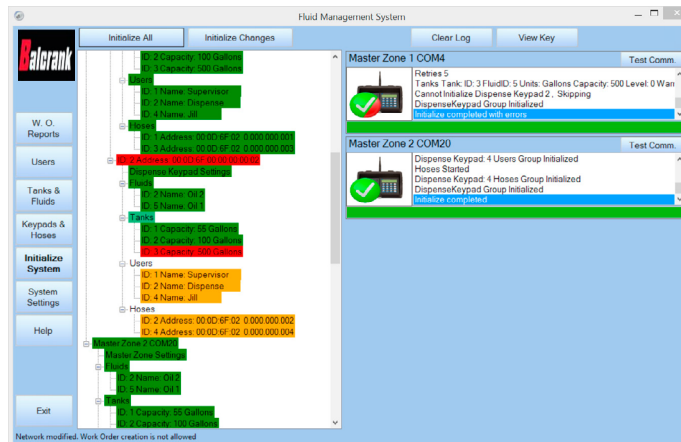 Fluid Management System
Initialize All
Initialize Changes
Clear Log
View Key
Balcrank
W. O.
Reports
Users
Tanks &
Fluids
Keypads &
Hoses
Initialize
System
System
Settings
Help
Exit
ID: 2 Capacity: 100 Gallons
ID: 3 Capacity: 500 Gallons
Users
ID: 1 Name: Supervisor
ID: 2 Name: Dispense
ID: 4 Name: Jill
Hoses
ID: 1 Address: 00:0D:6F:02 0.000.000.001
ID: 3 Address: 00:0D:6F:02 0.000.000.003
ID: 2 Address: 00:0D:6F:00:00:00:00:02
Dispense Keypad Settings
Fluids
ID: 2 Name: Oil 2
ID: 5 Name: Oil 1
Tanks
ID: 1 Capacity: 55 Gallons
ID: 2 Capacity: 100 Gallons
ID: 3 Capacity: 500 Gallons
Users
ID: 1 Name: Supervisor
ID: 2 Name: Dispense
ID: 4 Name: Jill
Hoses
ID: 2 Address: 00:0D:6F:02 0.000.000.002
ID: 4 Address: 00:0D:6F:02 0.000.000.004
Master Zone 2 COM20
Master Zone Settings
Fluids
ID: 2 Name: Oil 2
ID: 5 Name: Oil 1
Tanks
ID: 1 Capacity: 55 Gallons
ID: 2 Capacity: 100 Gallons
Master Zone 1 COM4
Test Comm.
Retries 5
Tanks Tank: ID: 3 FluidID: 5 Units: Gallons Capacity: 500 Level: 0 Warn
Cannot Initialize Dispense Keypad 2 , Skipping
DispenseKeypad Group Initialized
Initialize completed with errors
Master Zone 2 COM20
Test Comm.
Dispense Keypad: 4 Users Group Initialized
Hoses Started
Dispense Keypad: 4 Hoses Group Initialized
DispenseKeypad Group Initialized
Initialize completed
Network modified. Work Order creation is not allowed